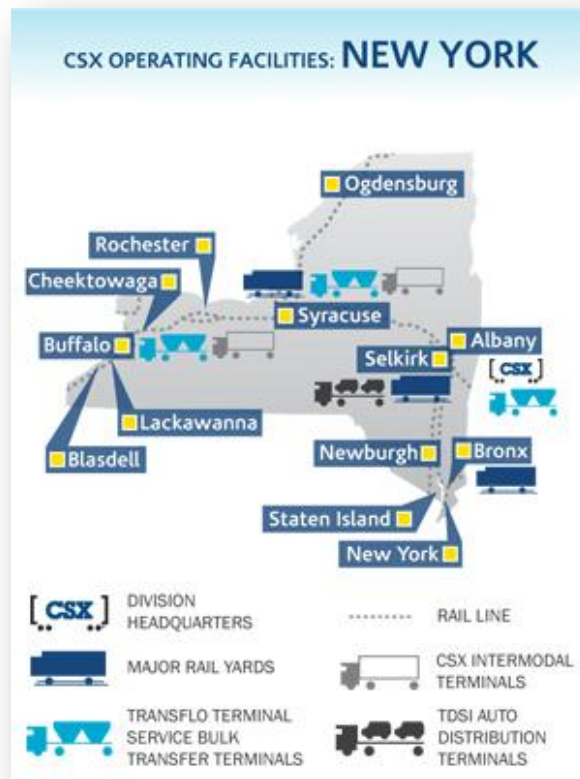 CSX OPERATING FACILITIES: NEW YORK
Ogdensburg
Rochester
Cheektowaga
Syracuse
Buffalo
Albany
Selkirk
[CSX]
Lackawanna
Newburgh
Bronx
Blasdell
Staten Island
New York
[CSX]
DIVISION
HEADQUARTERS
RAIL LINE
MAJOR RAIL YARDS
CSX INTERMODAL
TERMINALS
TRANSFLO TERMINAL
SERVICE BULK
TRANSFER TERMINALS
TDSI AUTO
DISTRIBUTION
TERMINALS